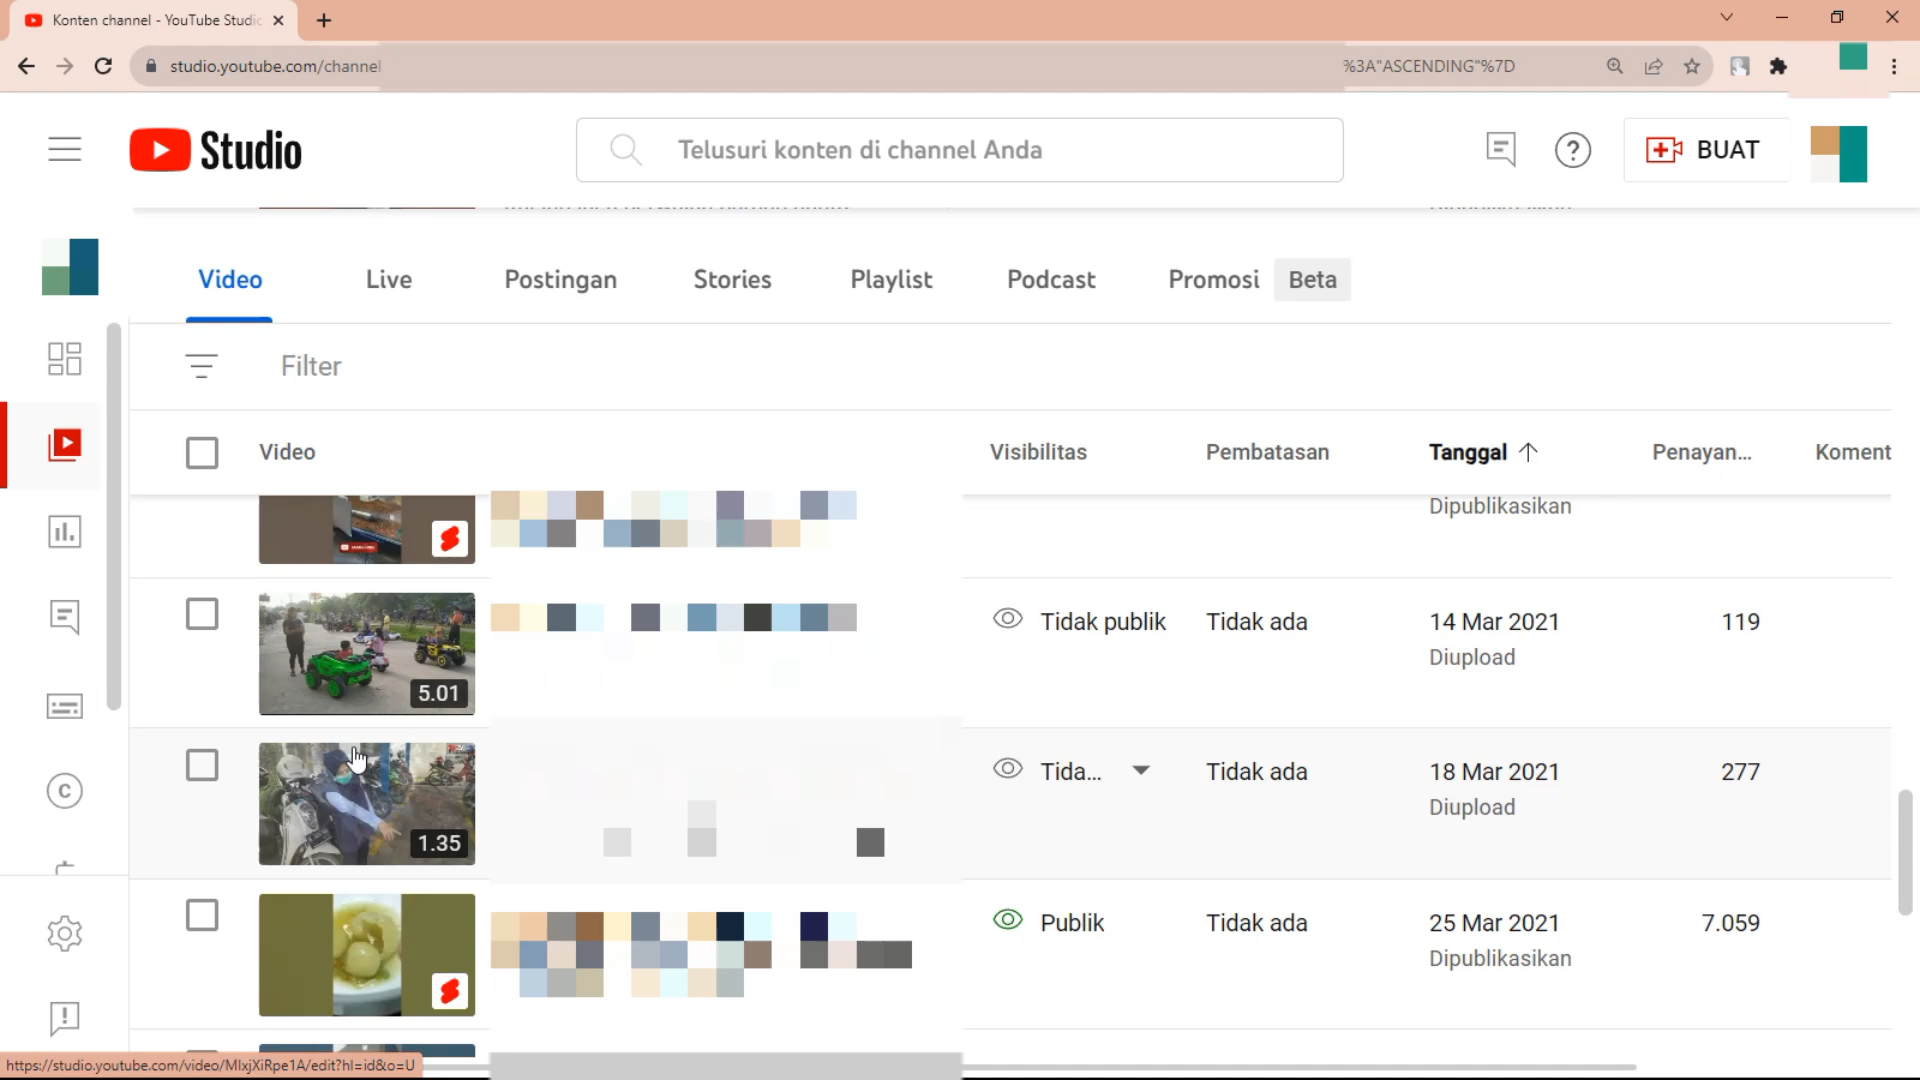 Konten channel - YouTube Studio
studio.youtube.com/channel
%3A"ASCENDING"%7D
Studio
Telusuri konten di channel Anda
?
BUAT
Video
Live
Postingan
Stories
Playlist
Podcast
Promosi
Beta
Filter
Video
Visibilitas
Pembatasan
Tanggal
Penayan...
Koment
Dipublikasikan
5.01
Tidak publik
Tidak ada
14 Mar 2021
Diupload
119
1.35
Tida...
Tidak ada
18 Mar 2021
Diupload
277
Publik
Tidak ada
25 Mar 2021
Dipublikasikan
7.059
https://studio.youtube.com/video/MlxjXiRpe1A/edit?hl=id&o=U